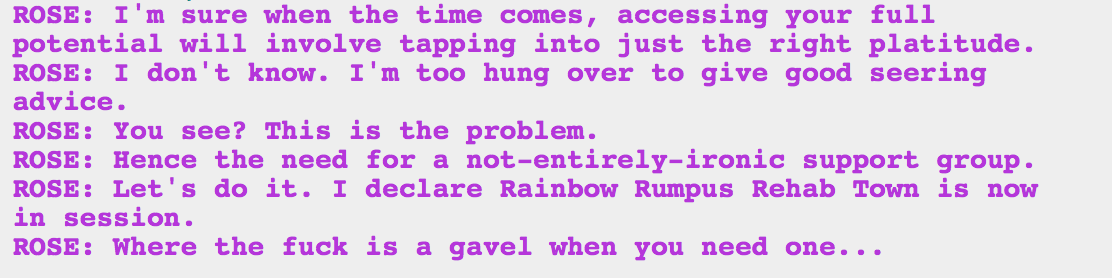 ROSE: I'm sure when the time comes, accessing your full
potential will involve tapping into just the right platitude.
ROSE: I don't know. I'm too hung over to give good seering
advice.
ROSE: You see? This is the problem.
ROSE: Hence the need for a not-entirely-ironic support group.
ROSE: Let's do it. I declare Rainbow Rumpus Rehab Town is now
in session.
ROSE: Where the fuck is a gavel when you need one...